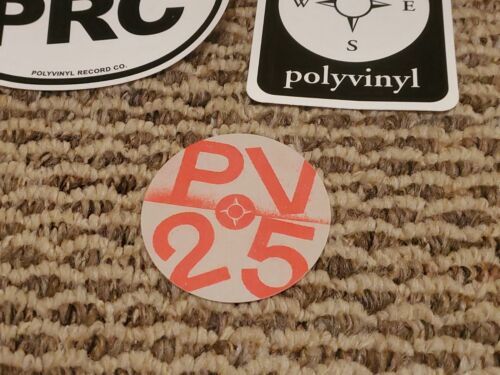 PRC
POLYVINYL RECORD CO.
W E
S
polyvinyl
PV
25